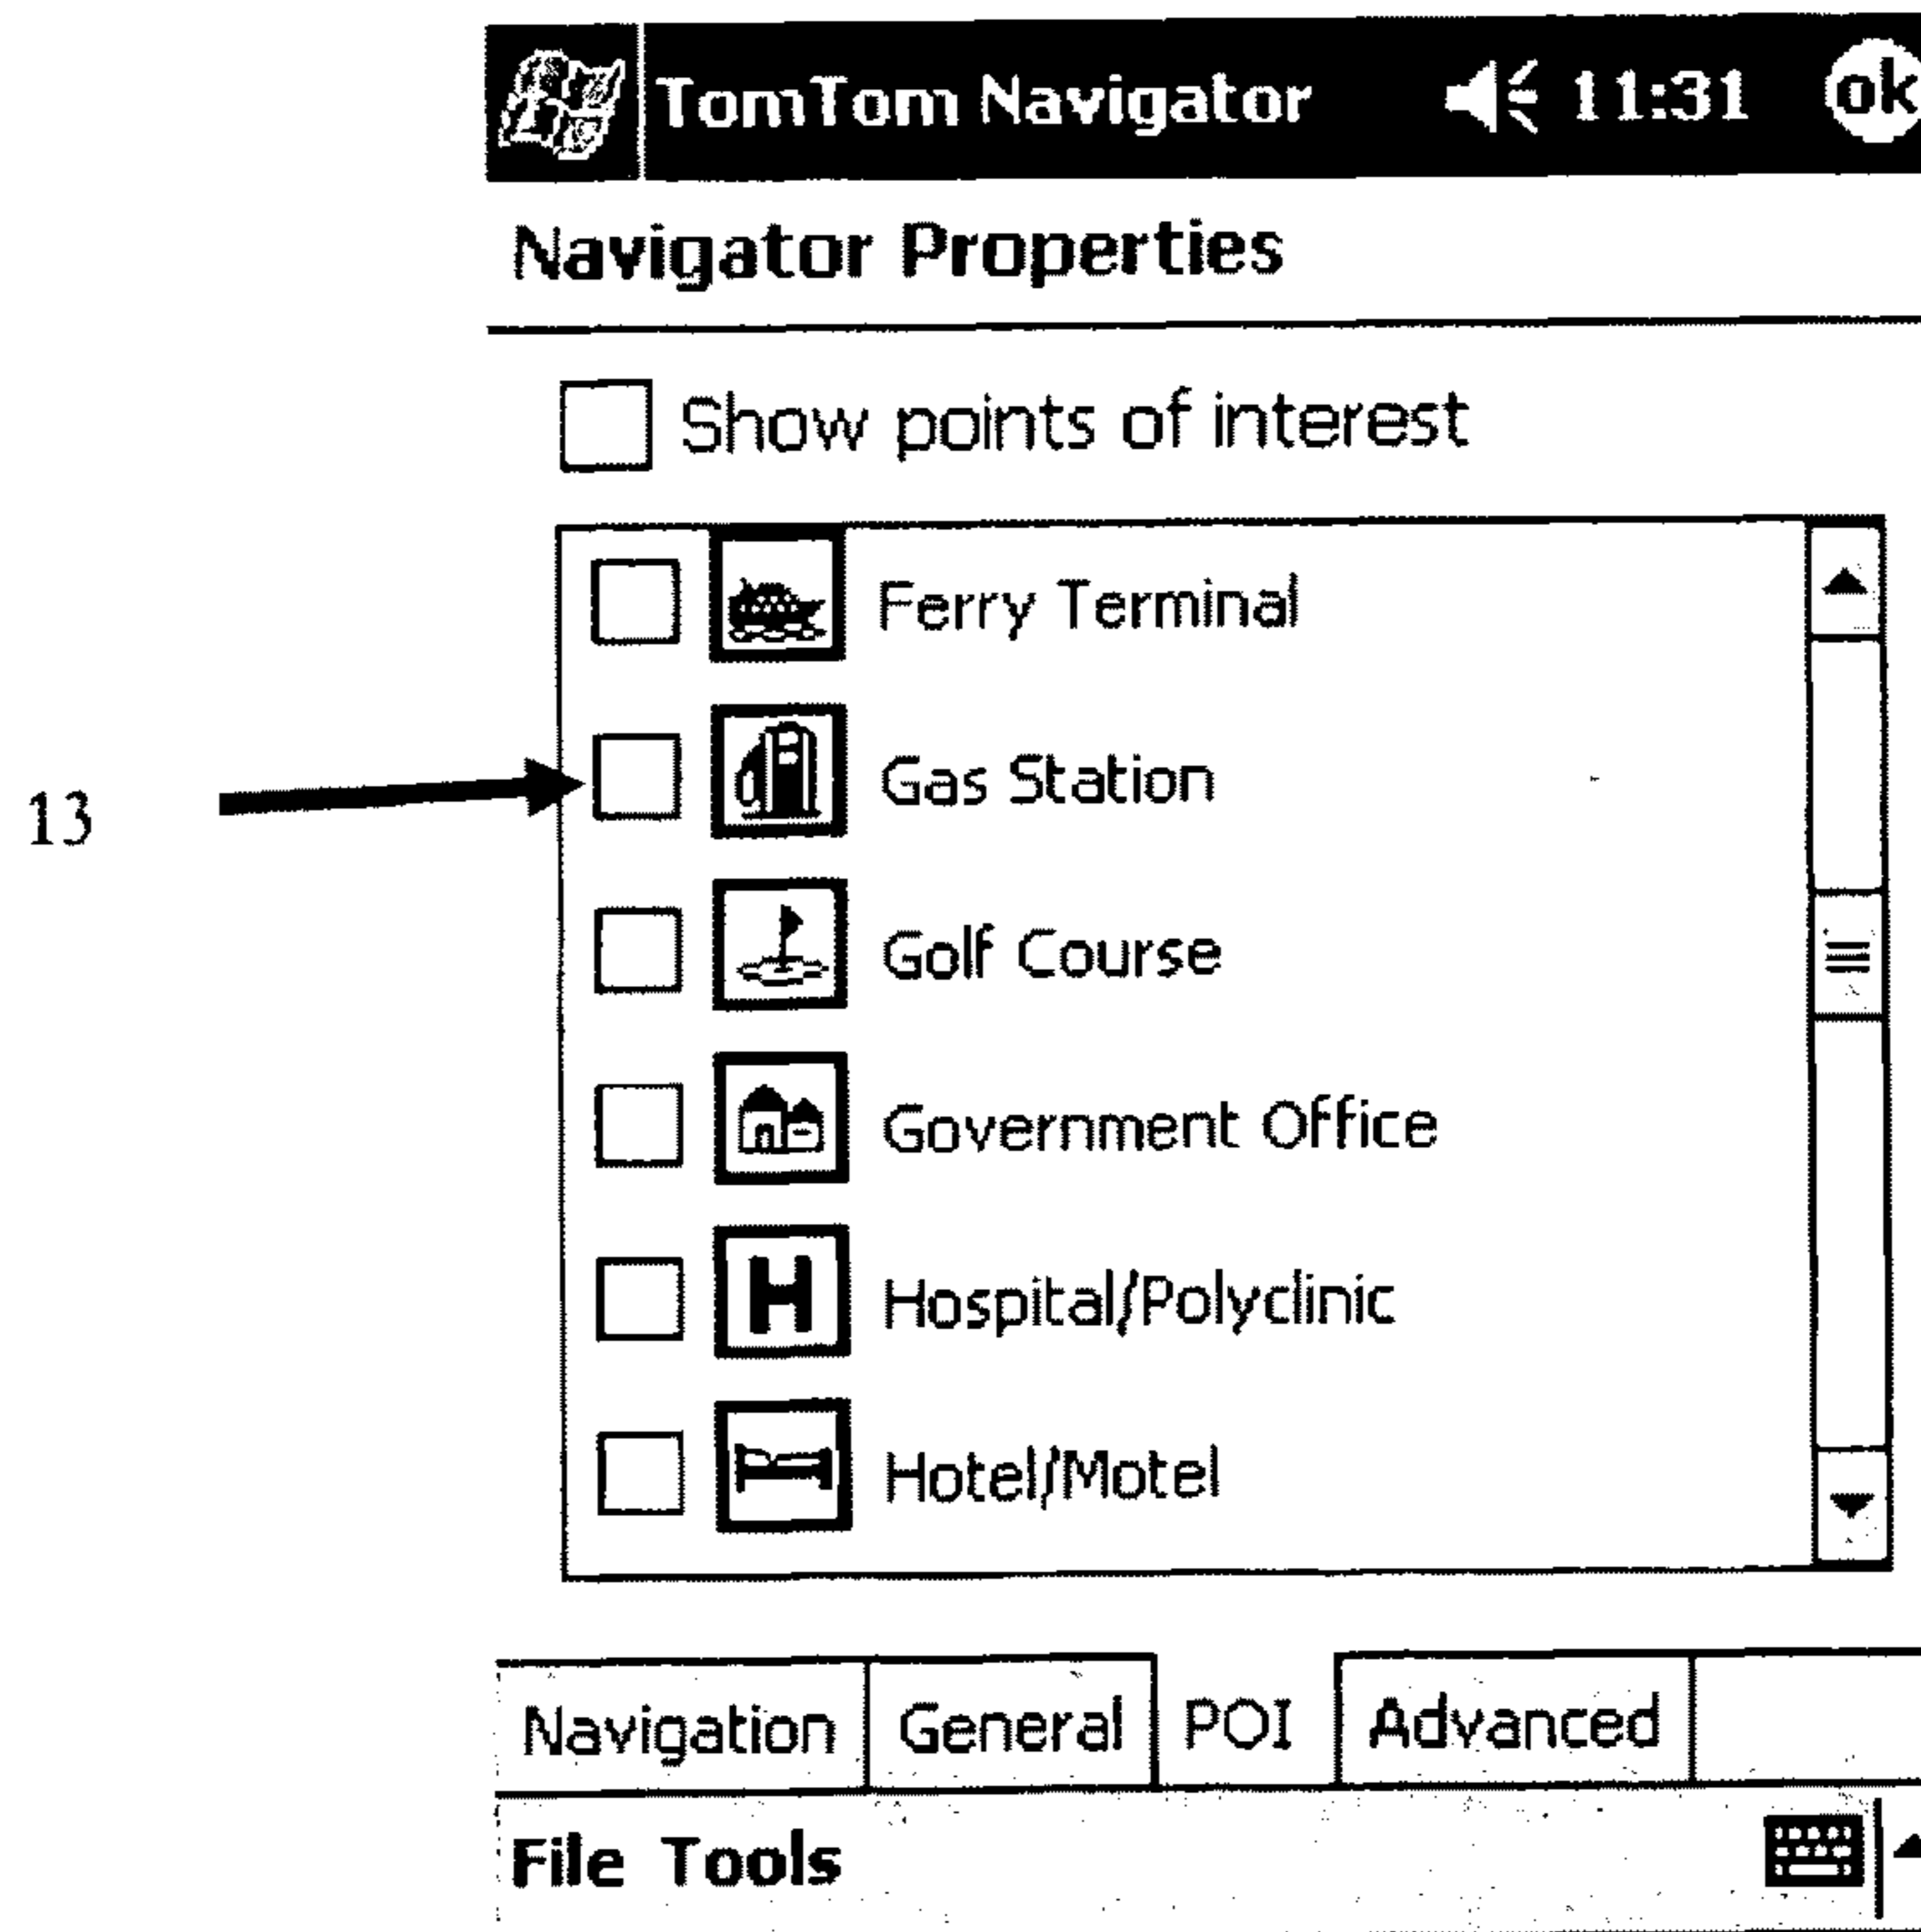 TomTom Navigator 11:31 ok
Navigator Properties
Show points of interest
Ferry Terminal
13 Gas Station
Golf Course
Government Office
H Hospital/Polyclinic
Hotel/Motel
Navigation General POI Advanced
File Tools